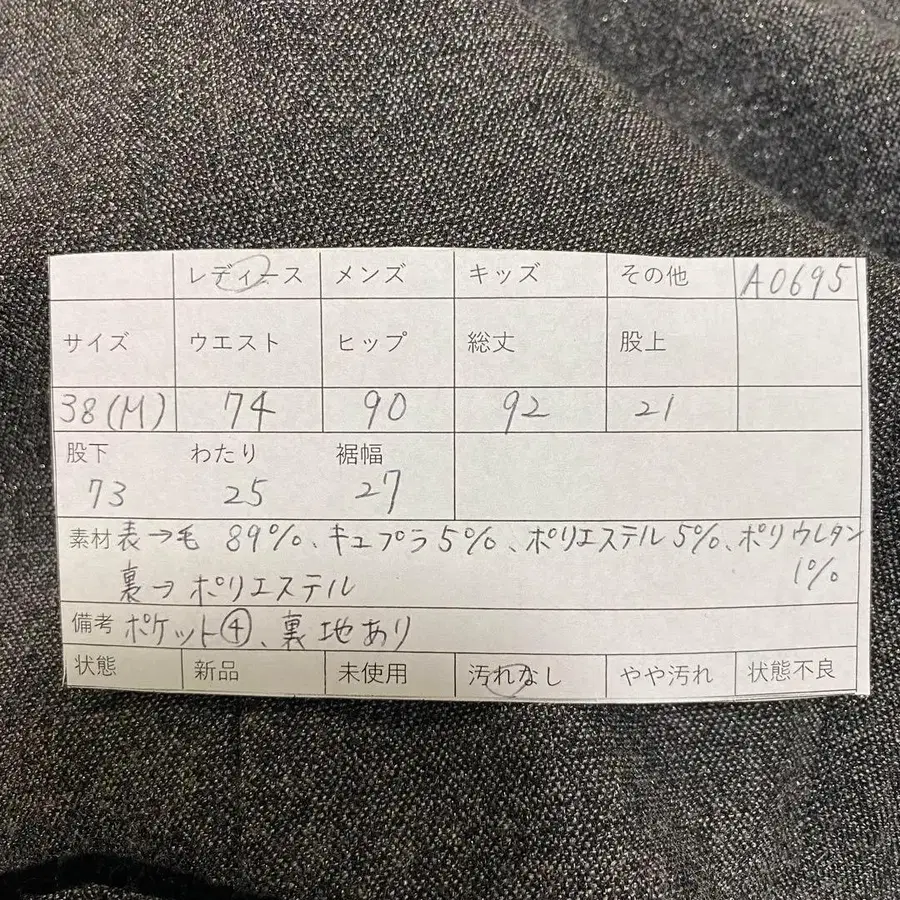 レディース メンズ キッズ その他 A0695
サイズ ウエスト ヒップ 総丈 股上
38(M) 74 90 92 21
股下 わたり 裾幅
73 25 27
素材 表→毛 89%、キュプラ5%、ポリエステル5%、ポリウレタン
1%
裏→ポリエステル
備考 ポケット④、裏地あり
状態 新品 未使用 汚れなし やや汚れ 状態不良